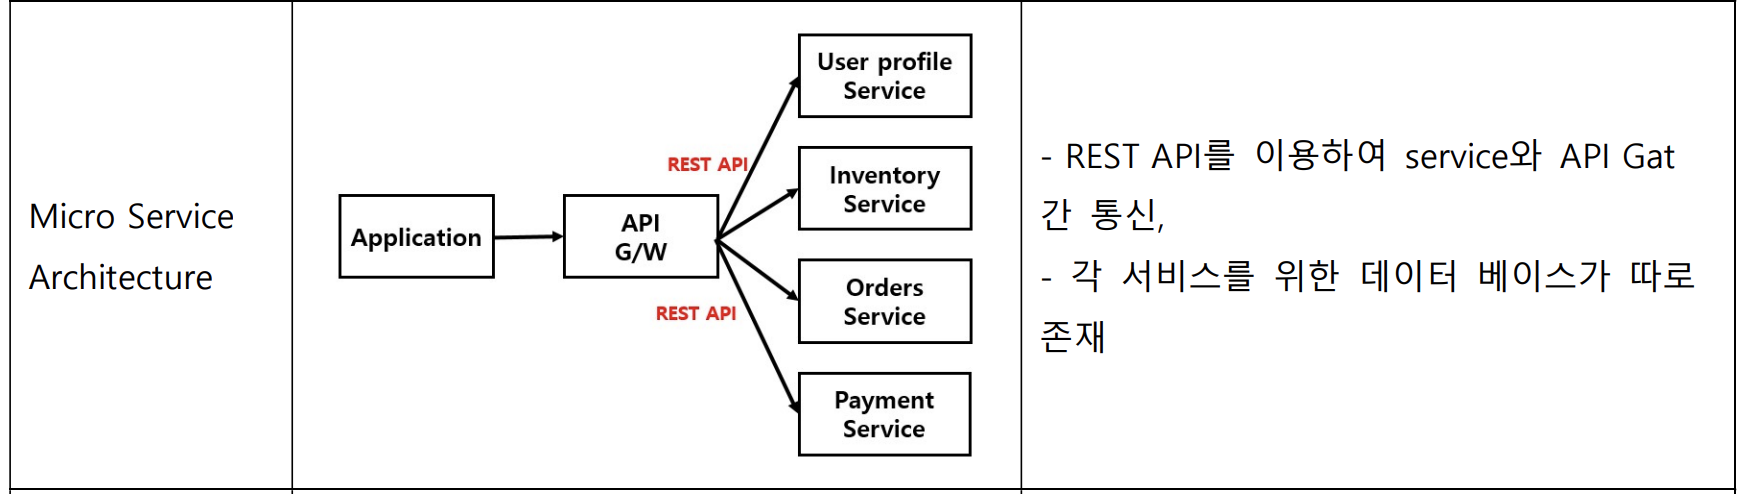 Micro Service
Architecture
Application
API
G/W
REST API
REST API
User profile
Service
Inventory
Service
Orders
Service
Payment
Service
- REST API를 이용하여 service와 API Gat
간 통신,
- 각 서비스를 위한 데이터 베이스가 따로
존재